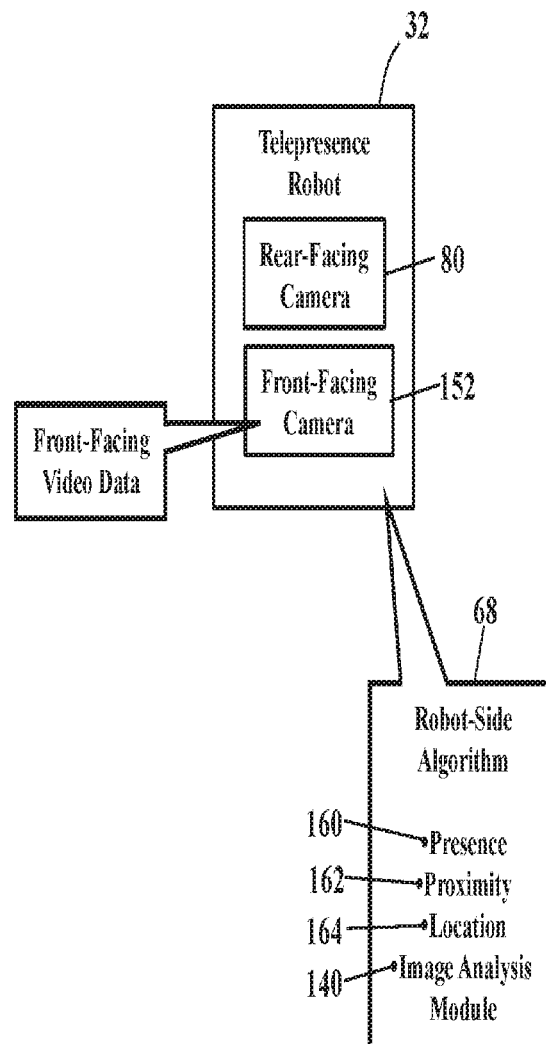 32
Telepresence
Robot
Rear-Facing
Camera
80
Front-Facing
Camera
152
Front-Facing
Video Data
68
Robot-Side
Algorithm
160
•Presence
162
•Proximity
164
•Location
140
•Image Analysis
Module